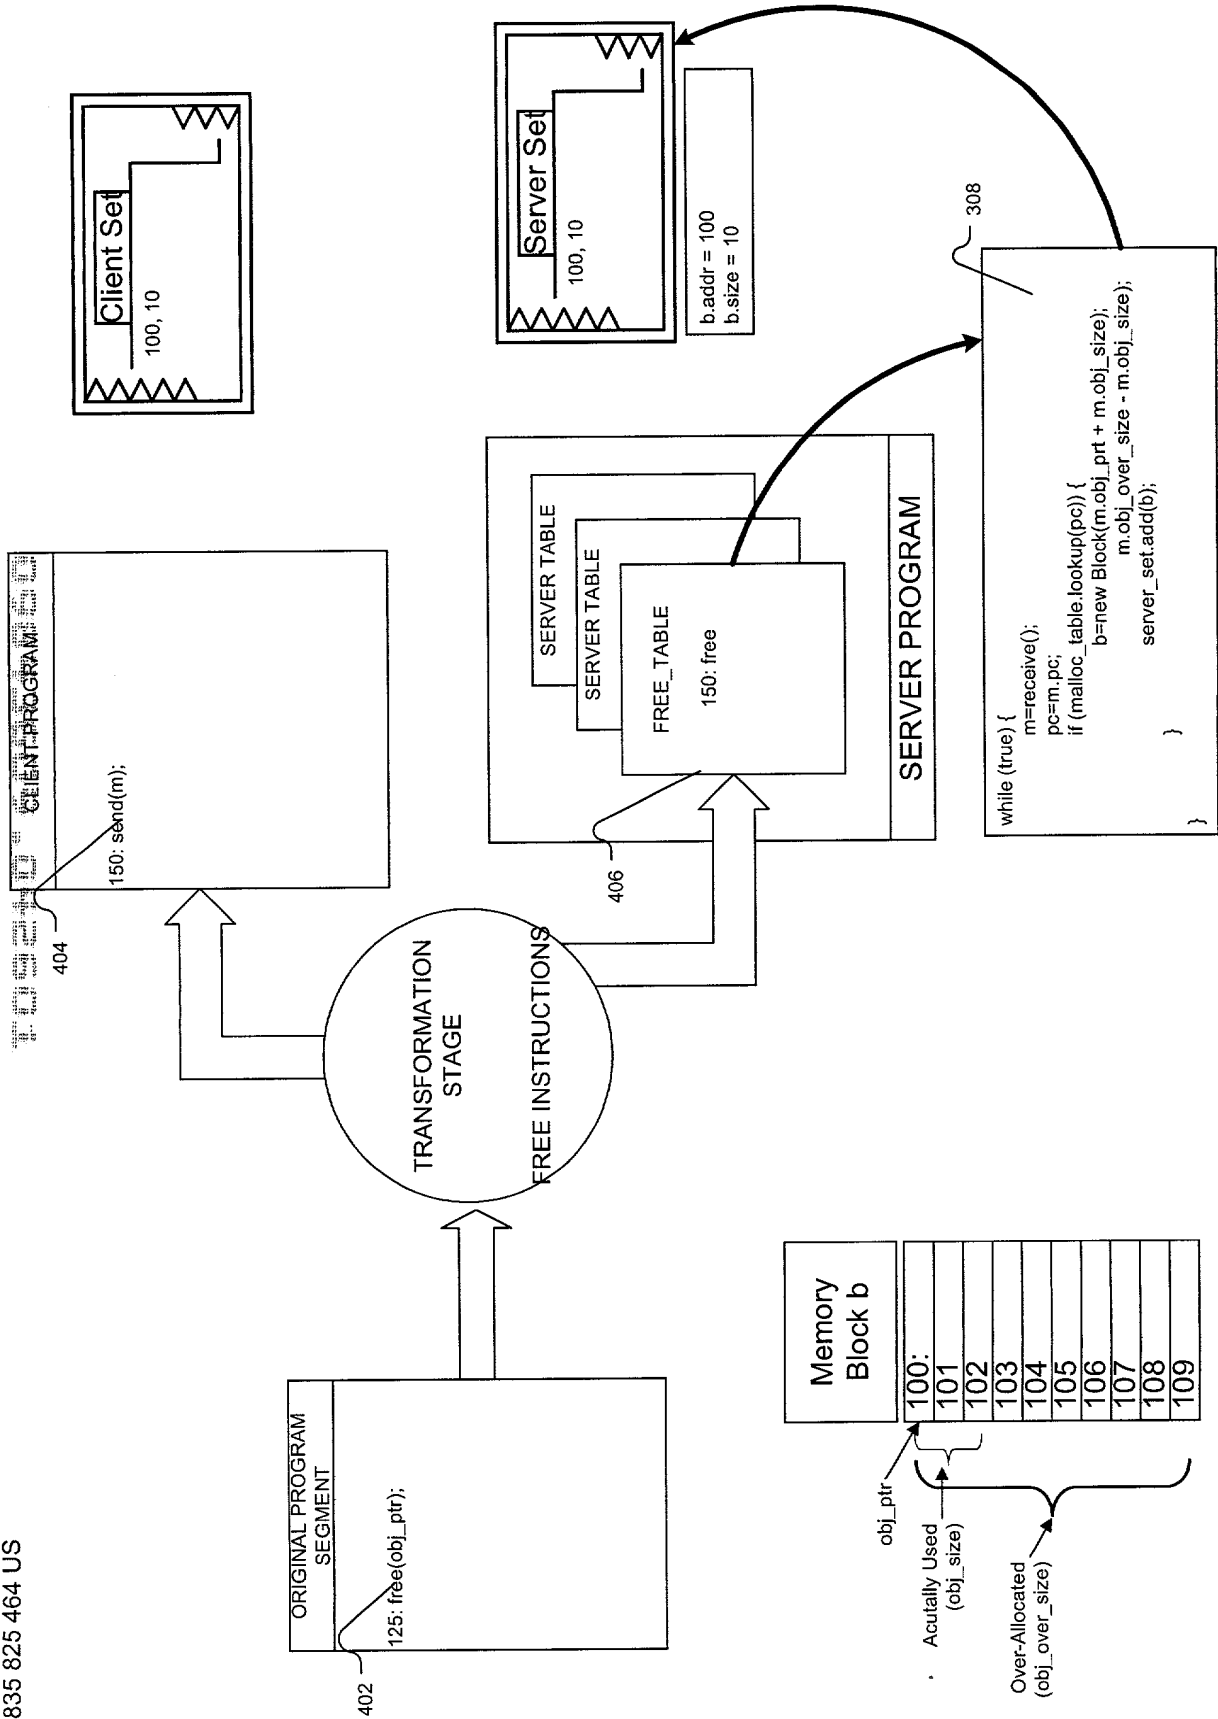 835 825 464 US
ORIGINAL PROGRAM
SEGMENT
125: free(obj_ptr);
402
TRANSFORMATION
STAGE
FREE INSTRUCTIONS
CLIENT PROGRAM
150: send(m);
404
Client Set
100, 10
SERVER TABLE
SERVER TABLE
FREE_TABLE
150: free
SERVER PROGRAM
406
Server Set
100, 10
b.addr = 100
b.size = 10
308
while (true) {
m=receive();
pc=m.pc;
if (malloc_table.lookup(pc)) {
b=new Block(m.obj_prt + m.obj_size);
m.obj_over_size - m.obj_size);
server_set.add(b);
}
}
Memory
Block b
100:
101
102
103
104
105
106
107
108
109
obj_ptr
Acutally Used
(obj_size)
Over-Allocated
(obj_over_size)